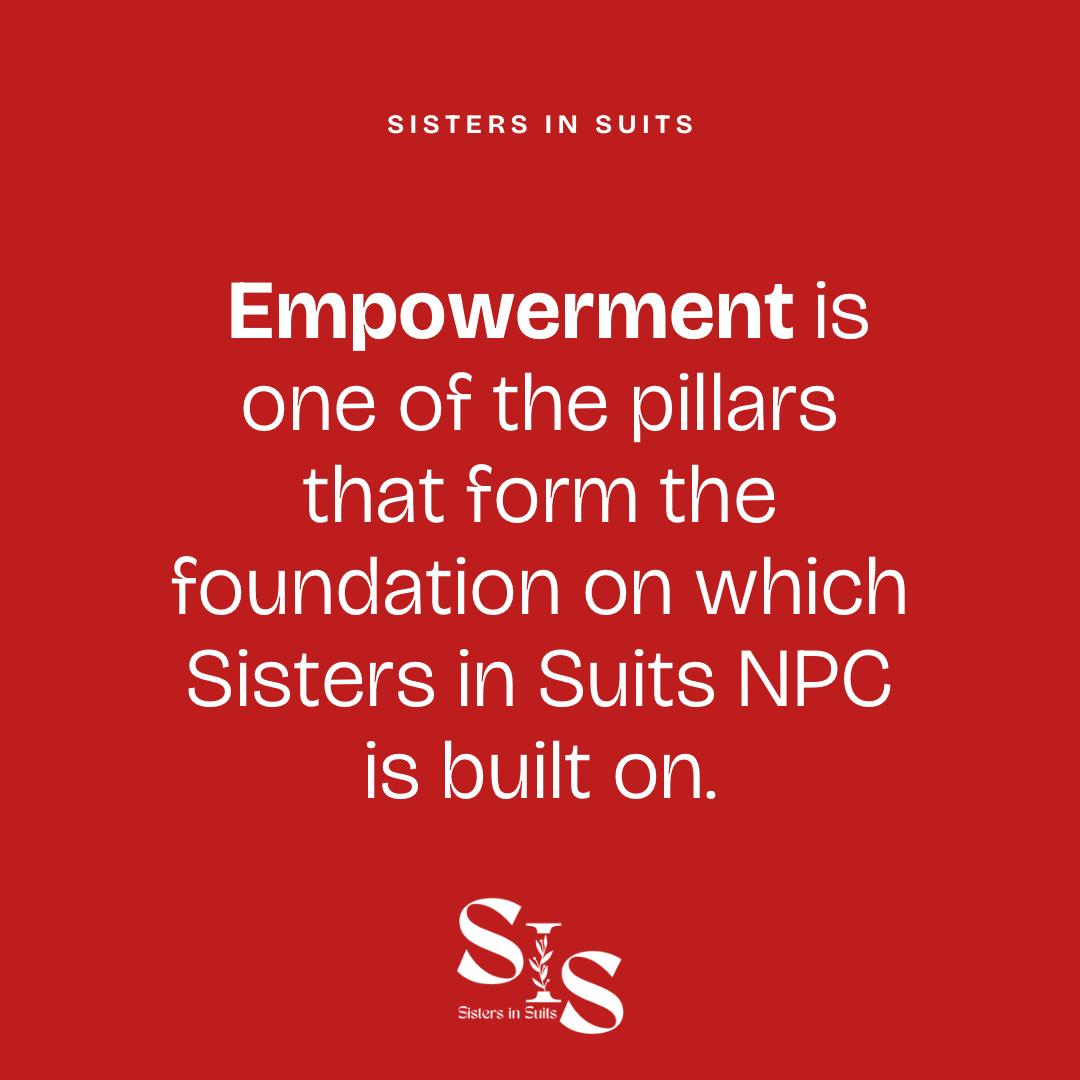 SISTERS IN SUITS
Empowerment is
one of the pillars
that form the
foundation on which
Sisters in Suits NPC
is built on.
SIS
Sisters in Suits